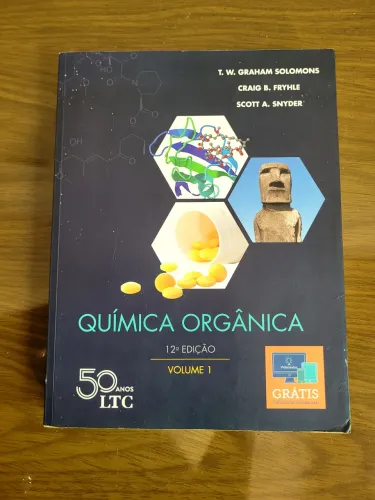 T. W. GRAHAM SOLOMONS
CRAIG B. FRYHLE
SCOTT A. SNYDER
QUÍMICA ORGÂNICA
12ª EDIÇÃO
VOLUME 1
50 ANOS
LTC
GRÁTIS